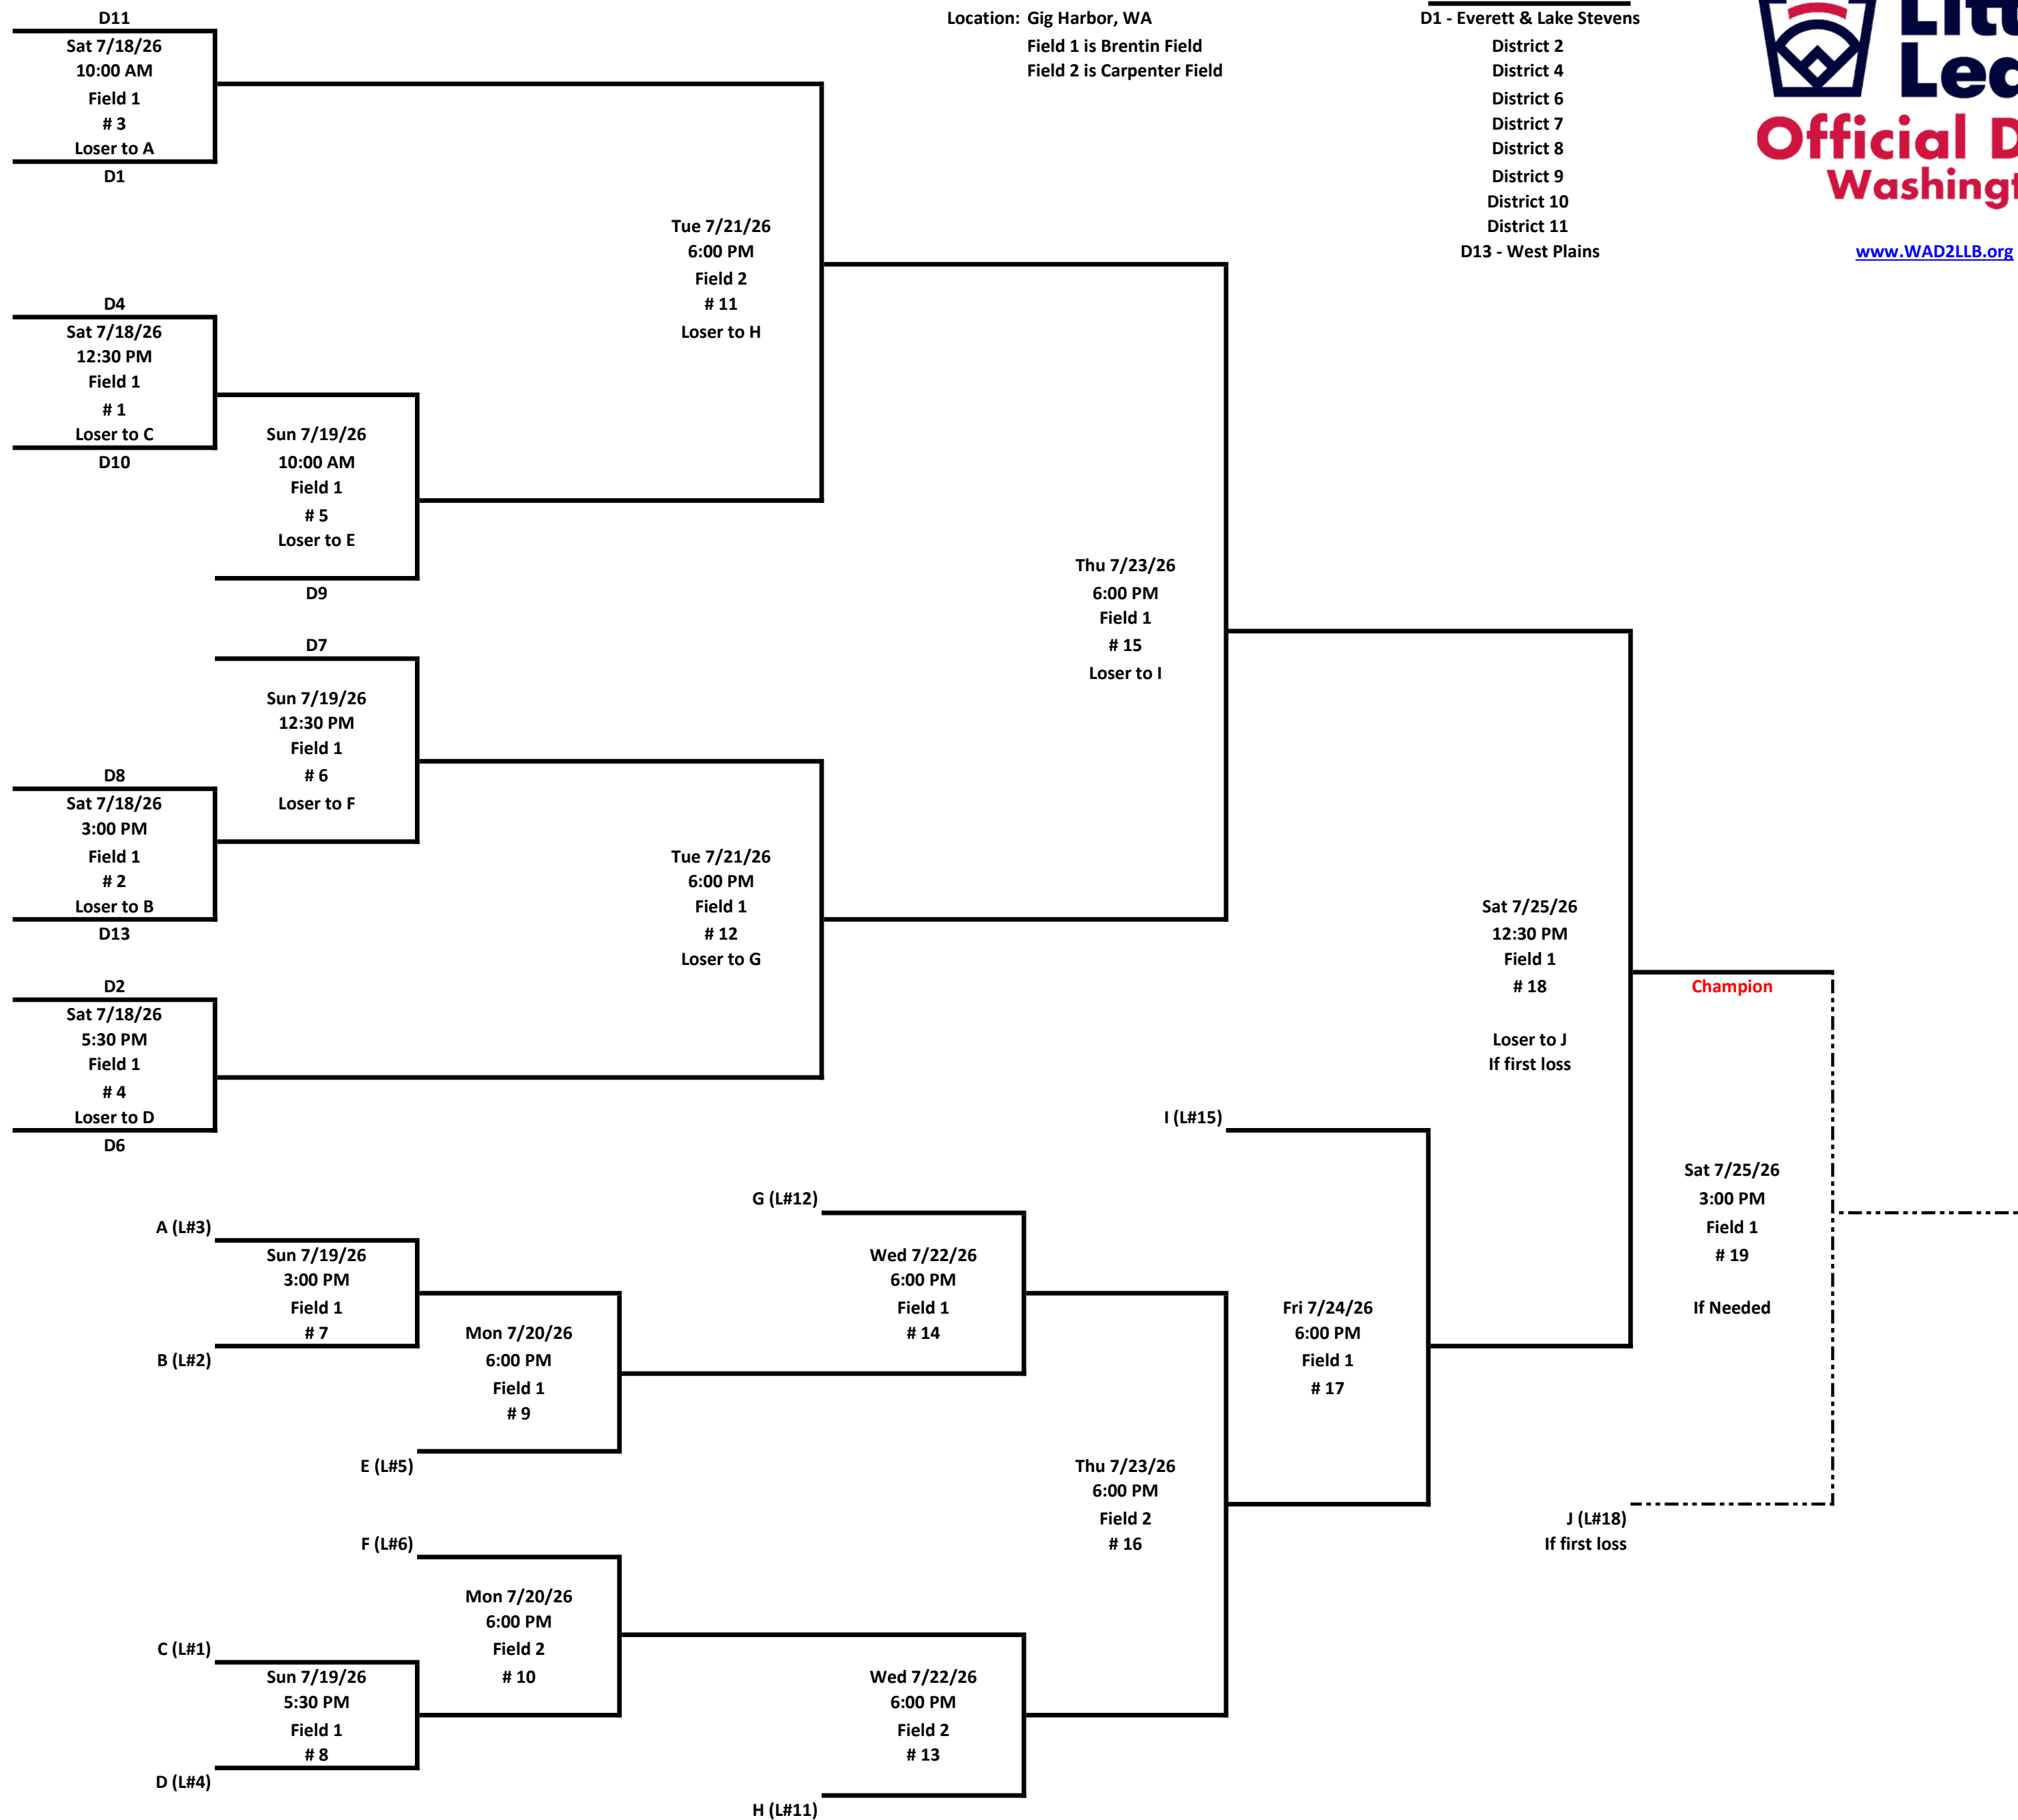 D11
Sat 7/18/26
10:00 AM
Field 1
# 3
Loser to A
D1
Location: Gig Harbor, WA
Field 1 is Brentin Field
Field 2 is Carpenter Field
D1 - Everett & Lake Stevens
District 2
District 4
District 6
District 7
District 8
District 9
District 10
District 11
D13 - West Plains
Official
www.WAD2LLB.org
Tue 7/21/26
6:00 PM
Field 2
# 11
Loser to H
D4
Sat 7/18/26
12:30 PM
Field 1
# 1
Loser to C
D10
Sun 7/19/26
10:00 AM
Field 1
# 5
Loser to E
D9
Thu 7/23/26
6:00 PM
Field 1
# 15
Loser to I
D7
Sun 7/19/26
12:30 PM
Field 1
# 6
Loser to F
D8
Sat 7/18/26
3:00 PM
Field 1
# 2
Loser to B
D13
Tue 7/21/26
6:00 PM
Field 1
# 12
Loser to G
D2
Sat 7/18/26
5:30 PM
Field 1
# 4
Loser to D
D6
Sat 7/25/26
12:30 PM
Field 1
# 18
Loser to J
If first loss
Champion
I (L#15)
Sat 7/25/26
3:00 PM
Field 1
# 19
If Needed
G (L#12)
A (L#3)
Sun 7/19/26
3:00 PM
Field 1
# 7
B (L#2)
Mon 7/20/26
6:00 PM
Field 1
# 9
E (L#5)
Wed 7/22/26
6:00 PM
Field 1
# 14
Fri 7/24/26
6:00 PM
Field 1
# 17
Thu 7/23/26
6:00 PM
Field 2
# 16
J (L#18)
If first loss
F (L#6)
Mon 7/20/26
6:00 PM
Field 2
# 10
C (L#1)
Sun 7/19/26
5:30 PM
Field 1
# 8
D (L#4)
Wed 7/22/26
6:00 PM
Field 2
# 13
H (L#11)